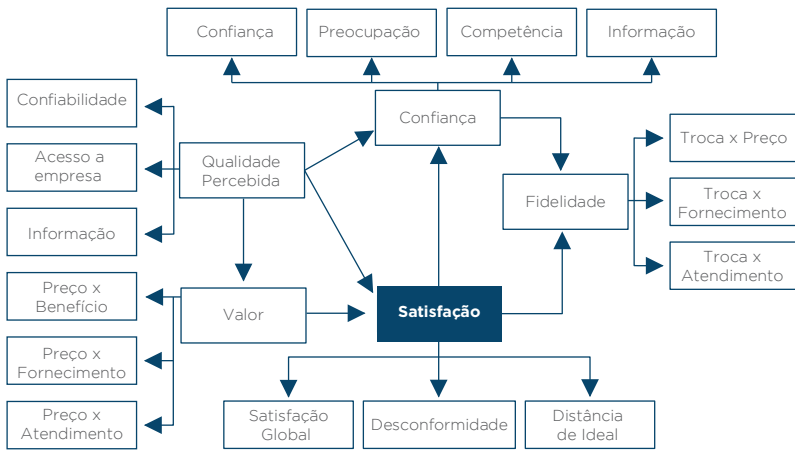 Confiança
Preocupação
Competência
Informação
Confiabilidade
Acesso a
empresa
Informação
Qualidade
Percebida
Confiança
Fidelidade
Troca x Preço
Troca x
Fornecimento
Troca x
Atendimento
Preço x
Benefício
Preço x
Fornecimento
Preço x
Atendimento
Valor
Satisfação
Satisfação
Global
Desconformidade
Distância
de Ideal